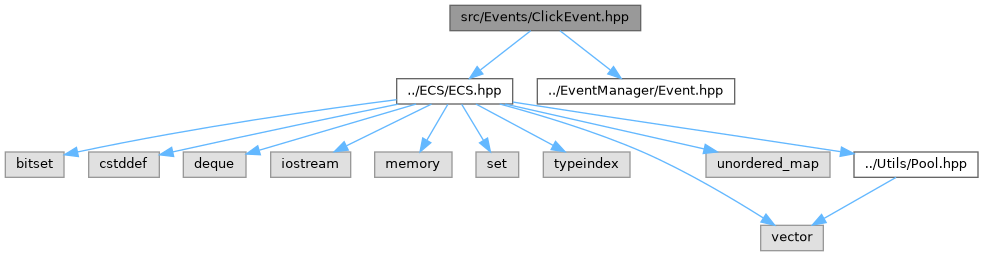 src/Events/ClickEvent.hpp
../ECS/ECS.hpp
../EventManager/Event.hpp
bitset
cstddef
deque
iostream
memory
set
typeindex
unordered_map
../Utils/Pool.hpp
vector